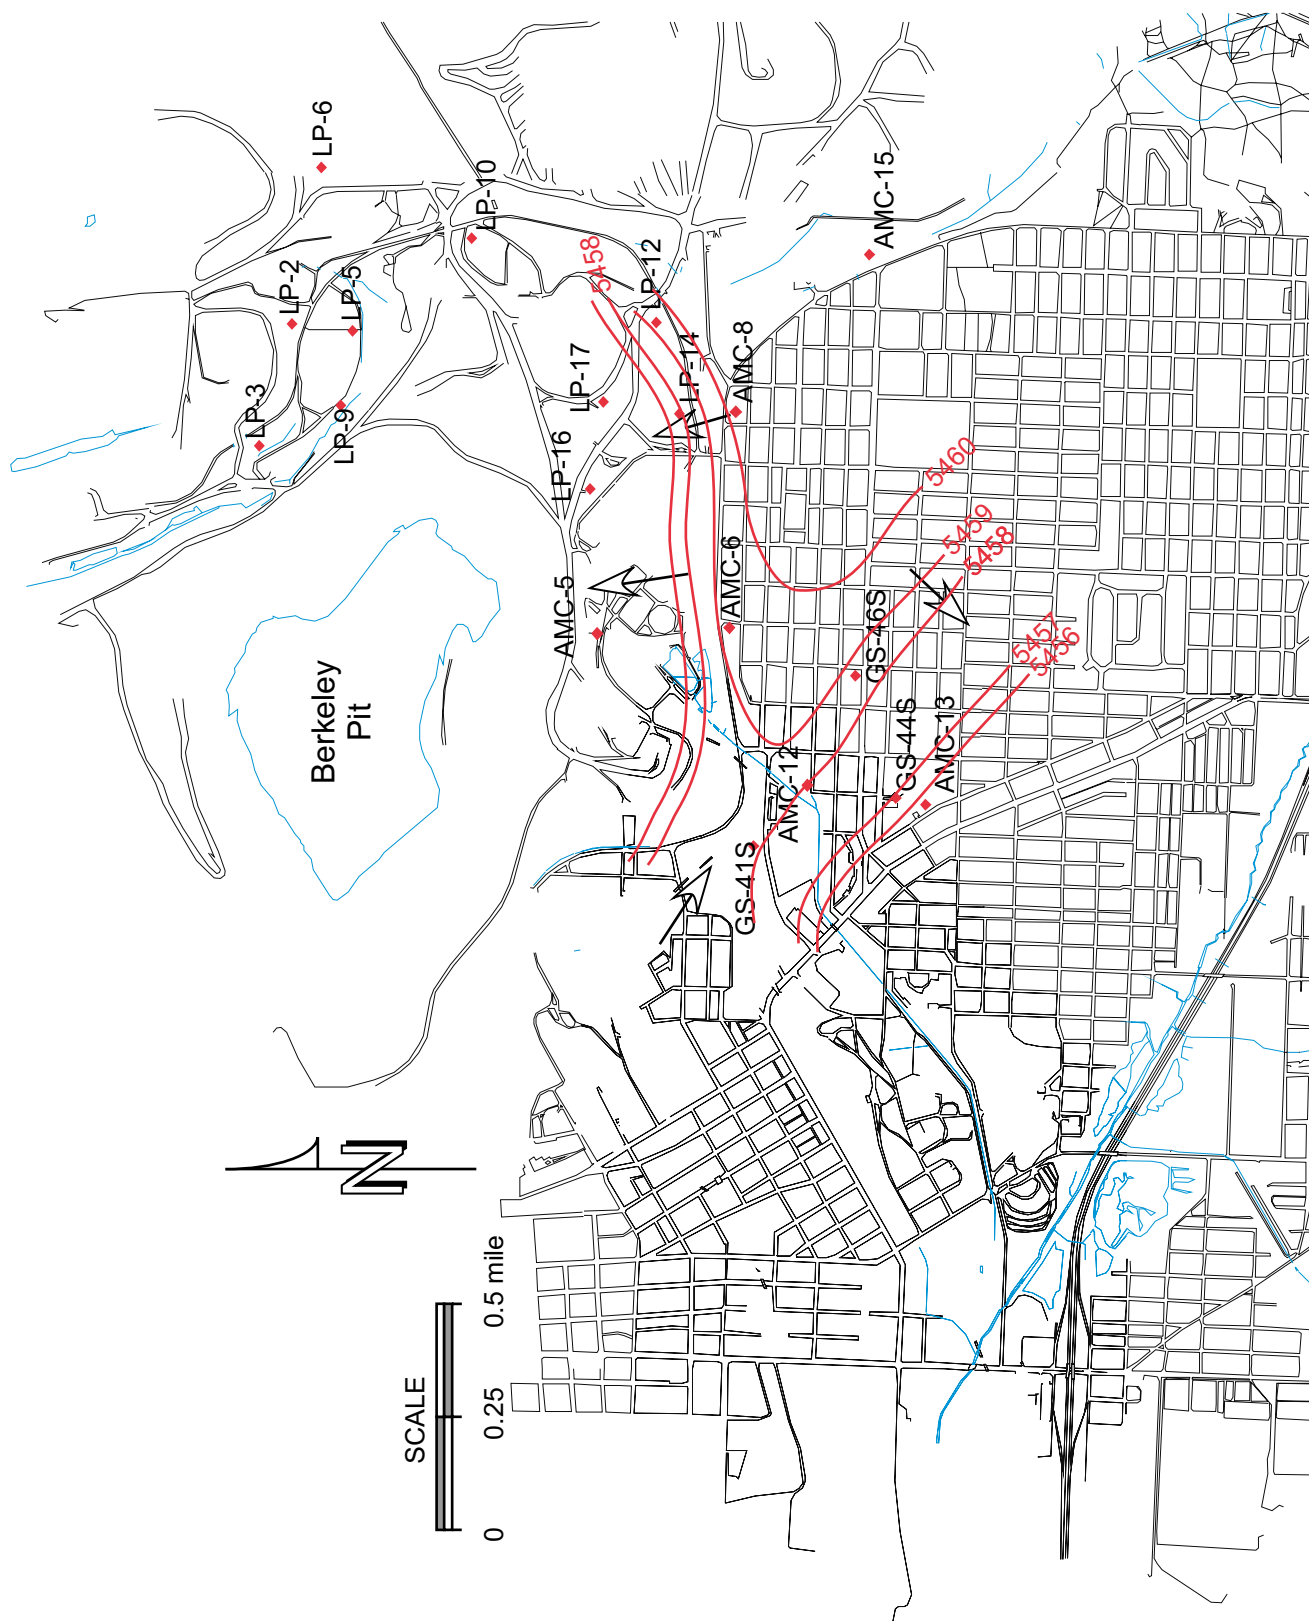 LP-6
LP-10
LP-2
LP-5
LP-3
LP-9
AMC-15
5458
LP-12
LP-17
LP-14
AMC-8
LP-16
5460
5459
5458
AMC-5
AMC-6
GS-46S
5457
5456
Berkeley
Pit
AMC-12
GS-44S
AMC-13
GS-41S
N
SCALE
0
0.25
0.5 mile